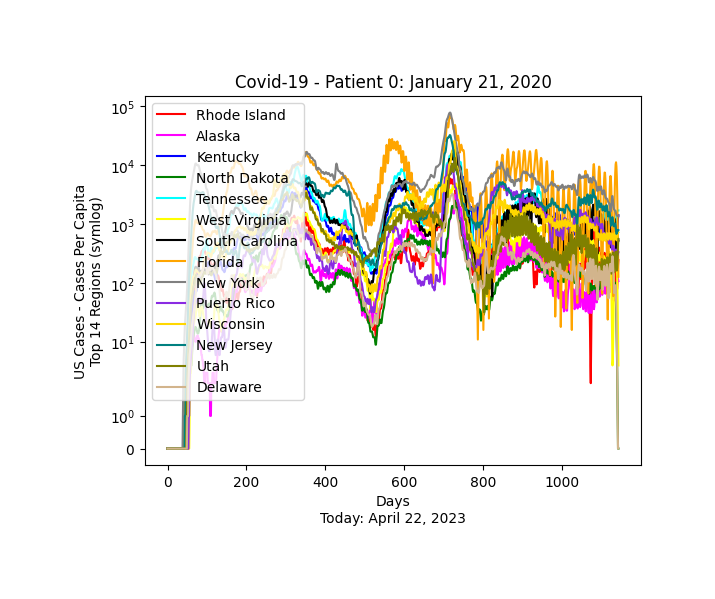 Covid-19 - Patient 0: January 21, 2020
US Cases - Cases Per Capita
Top 14 Regions (symlog)
10^5
10^4
10^3
10^2
10^1
10^0
0
Rhode Island
Alaska
Kentucky
North Dakota
Tennessee
West Virginia
South Carolina
Florida
New York
Puerto Rico
Wisconsin
New Jersey
Utah
Delaware
0 200 400 600 800 1000
Days
Today: April 22, 2023